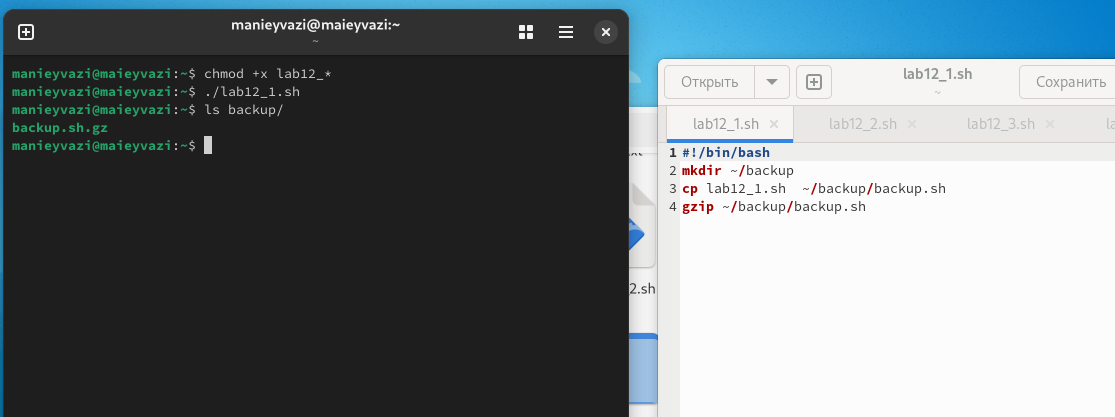 manieyvazi@maieyvazi:~
~
manieyvazi@maieyvazi:~$ chmod +x lab12_*
manieyvazi@maieyvazi:~$ ./lab12_1.sh
manieyvazi@maieyvazi:~$ ls backup/
backup.sh.gz
manieyvazi@maieyvazi:~$
2.sh
Открыть
lab12_1.sh
~
Сохранить
lab12_1.sh × lab12_2.sh × lab12_3.sh ×
1 #!/bin/bash
2 mkdir ~/backup
3 cp lab12_1.sh  ~/backup/backup.sh
4 gzip ~/backup/backup.sh